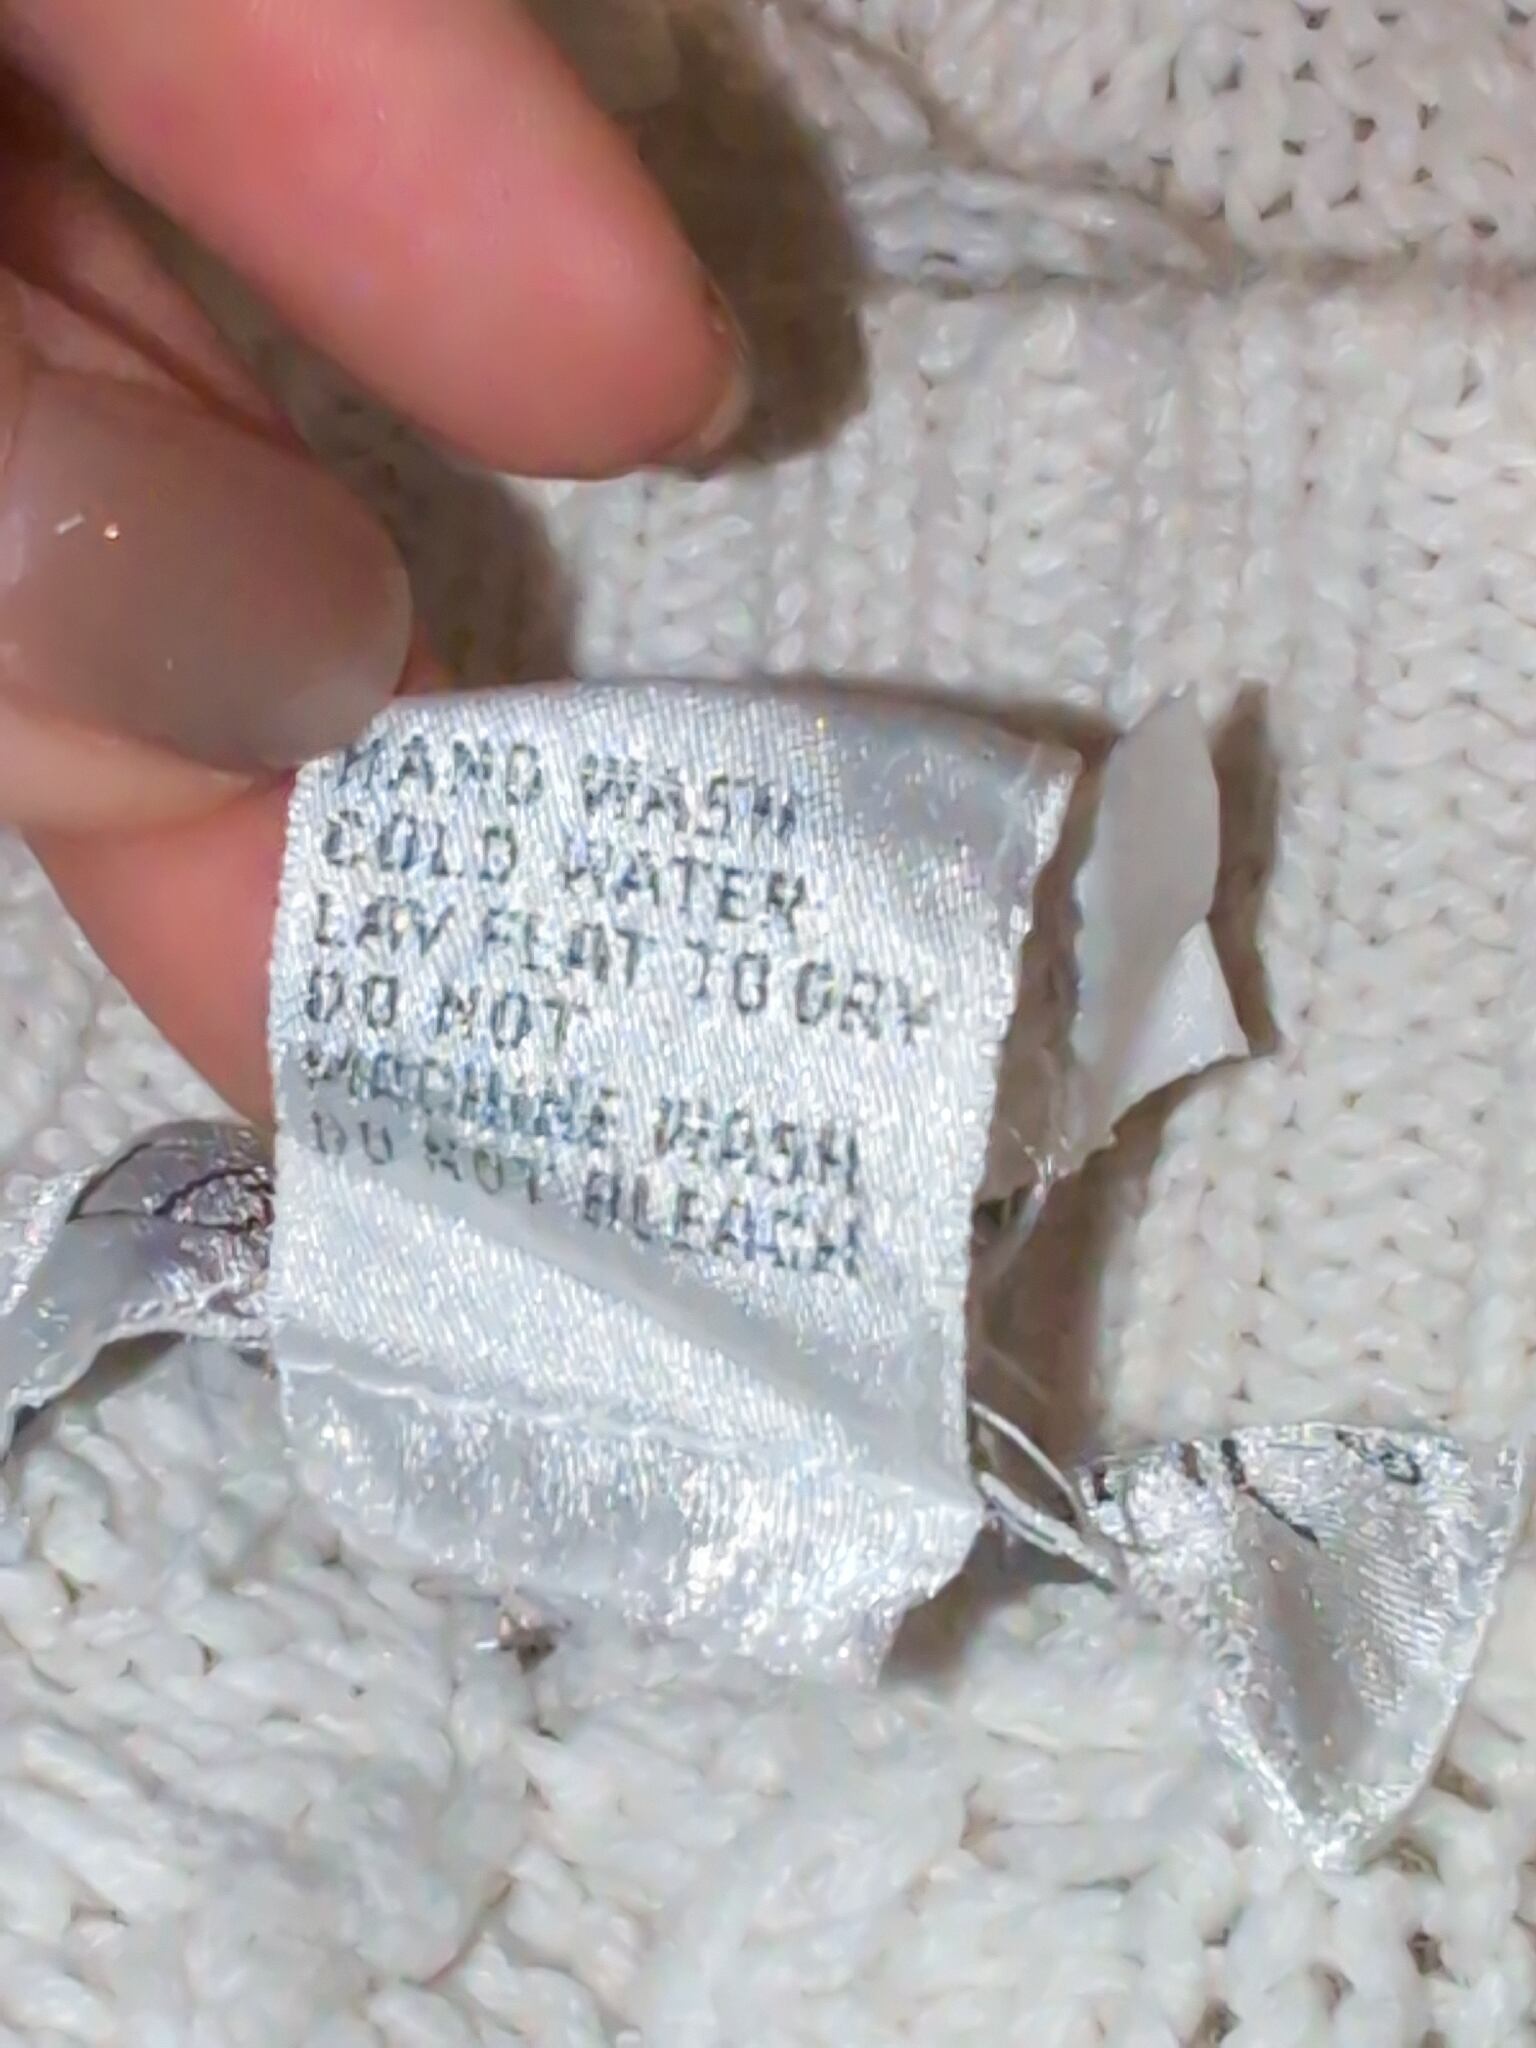 HAND WASH
COLD WATER
LAY FLAT TO DRY
DO NOT
MACHINE WASH
DO NOT BLEACH